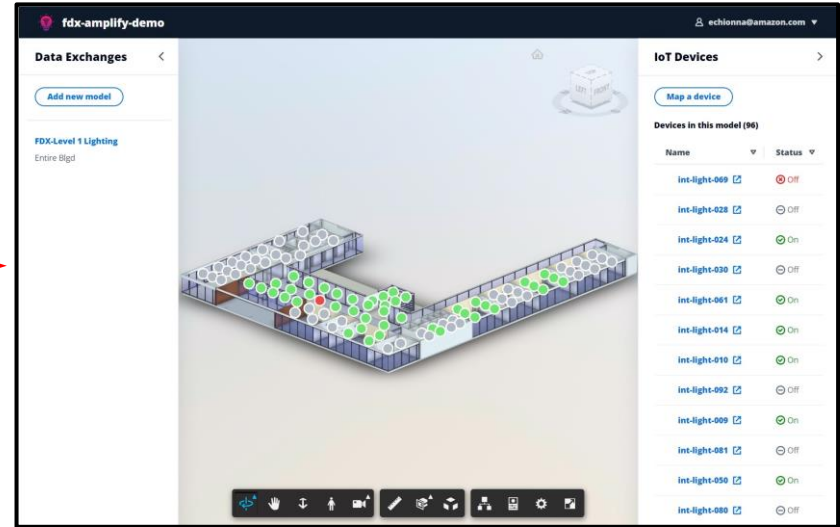 fdx-amplify-demo
echionna@amazon.com
Data Exchanges
Add new model
FDX-Level 1 Lighting
Entire Blgd
LEFT FRONT
IoT Devices
Map a device
Devices in this model (96)
Name Status
int-light-069 Off
int-light-028 Off
int-light-024 On
int-light-030 Off
int-light-061 On
int-light-014 On
int-light-010 On
int-light-092 Off
int-light-009 On
int-light-081 Off
int-light-050 On
int-light-080 Off